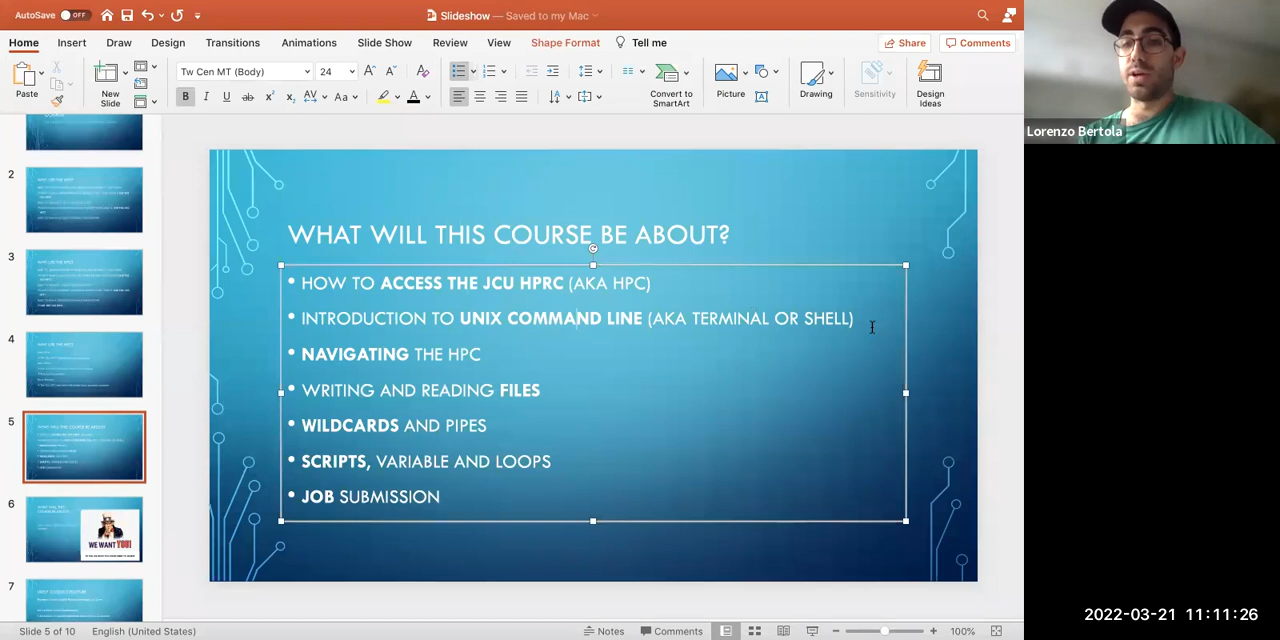 AutoSave OFF
Slideshow — Saved to my Mac
Home Insert Draw Design Transitions Animations Slide Show Review View Shape Format Tell me
Share Comments
Paste
New Slide
Tw Cen MT (Body) 24
B I U ab x² x₂ AV Aa A
Convert to SmartArt
Picture
Drawing
Sensitivity
Design Ideas
Lorenzo Bertola
2
3
4
5
6
WE WANT YOU!
7
WHAT WILL THIS COURSE BE ABOUT?
• HOW TO ACCESS THE JCU HPRC (AKA HPC)
• INTRODUCTION TO UNIX COMMAND LINE (AKA TERMINAL OR SHELL)
• NAVIGATING THE HPC
• WRITING AND READING FILES
• WILDCARDS AND PIPES
• SCRIPTS, VARIABLE AND LOOPS
• JOB SUBMISSION
Slide 5 of 10 English (United States)
Notes Comments 100%
2022-03-21 11:11:26